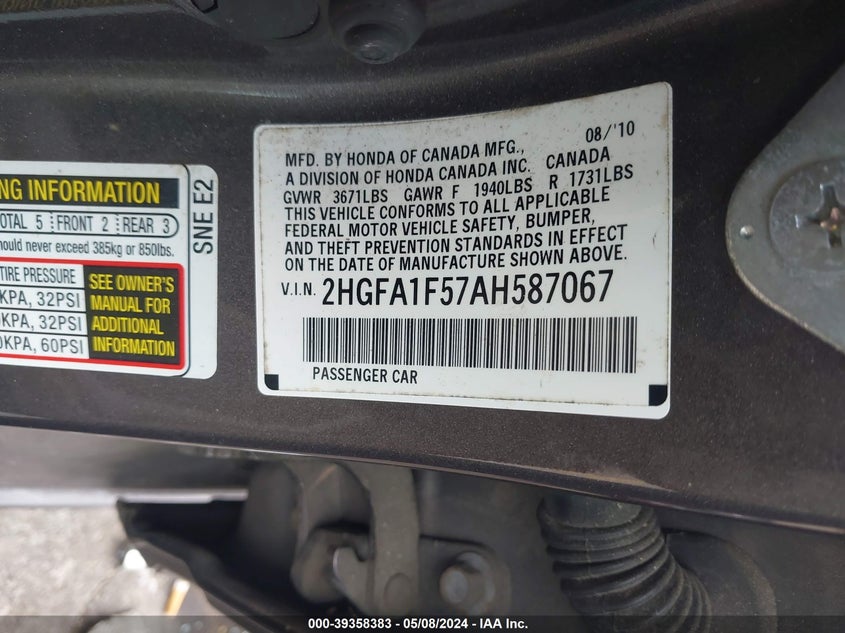 NG INFORMATION
TOTAL 5 FRONT 2 REAR 3
should never exceed 385kg or 850lbs.
TIRE PRESSURE
KPA, 32PSI
KPA, 32PSI
0KPA, 60PSI
SEE OWNER'S
MANUAL FOR
ADDITIONAL
INFORMATION
SNE E2
08/'10
MFD. BY HONDA OF CANADA MFG.,
A DIVISION OF HONDA CANADA INC. CANADA
GVWR 3671LBS GAWR F 1940LBS R 1731LBS
THIS VEHICLE CONFORMS TO ALL APPLICABLE
FEDERAL MOTOR VEHICLE SAFETY, BUMPER,
AND THEFT PREVENTION STANDARDS IN EFFECT
ON THE DATE OF MANUFACTURE SHOWN ABOVE.
V.I.N. 2HGFA1F57AH587067
PASSENGER CAR
000-39358383 - 05/08/2024 - IAA Inc.